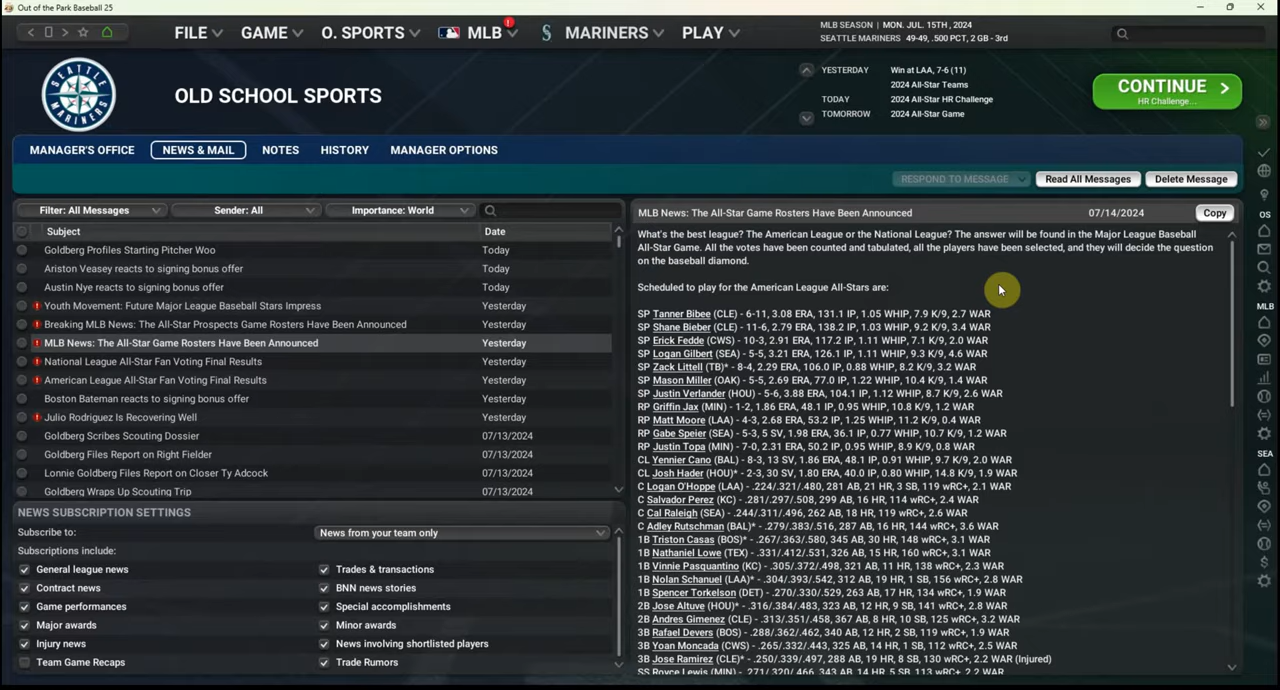 Out of the Park Baseball 25
FILE GAME O. SPORTS MLB ! MARINERS PLAY
MLB SEASON | MON. JUL. 15TH, 2024
SEATTLE MARINERS 49-49, .500 PCT, 2 GB - 3rd
SEATTLE
MARINERS
OLD SCHOOL SPORTS
YESTERDAY Win at LAA, 7-6 (11)
2024 All-Star Teams
TODAY 2024 All-Star HR Challenge
TOMORROW 2024 All-Star Game
CONTINUE
HR Challenge...
MANAGER'S OFFICE NEWS & MAIL NOTES HISTORY MANAGER OPTIONS
RESPOND TO MESSAGE Read All Messages Delete Message
Filter: All Messages Sender: All Importance: World
Subject Date
Goldberg Profiles Starting Pitcher Woo Today
Ariston Veasey reacts to signing bonus offer Today
Austin Nye reacts to signing bonus offer Today
Youth Movement: Future Major League Baseball Stars Impress Yesterday
Breaking MLB News: The All-Star Prospects Game Rosters Have Been Announced Yesterday
MLB News: The All-Star Game Rosters Have Been Announced Yesterday
National League All-Star Fan Voting Final Results Yesterday
American League All-Star Fan Voting Final Results Yesterday
Boston Bateman reacts to signing bonus offer Yesterday
Julio Rodriguez Is Recovering Well Yesterday
Goldberg Scribes Scouting Dossier 07/13/2024
Goldberg Files Report on Right Fielder 07/13/2024
Lonnie Goldberg Files Report on Closer Ty Adcock 07/13/2024
Goldberg Wraps Up Scouting Trip 07/13/2024
NEWS SUBSCRIPTION SETTINGS
Subscribe to: News from your team only
Subscriptions include:
General league news Trades & transactions
Contract news BNN news stories
Game performances Special accomplishments
Major awards Minor awards
Injury news News involving shortlisted players
Team Game Recaps Trade Rumors
MLB News: The All-Star Game Rosters Have Been Announced 07/14/2024 Copy
What's the best league? The American League or the National League? The answer will be found in the Major League Baseball
All-Star Game. All the votes have been counted and tabulated, all the players have been selected, and they will decide the question
on the baseball diamond.
Scheduled to play for the American League All-Stars are:
SP Tanner Bibee (CLE) - 6-11, 3.08 ERA, 131.1 IP, 1.05 WHIP, 7.9 K/9, 2.7 WAR
SP Shane Bieber (CLE) - 11-6, 2.79 ERA, 138.2 IP, 1.03 WHIP, 9.2 K/9, 3.4 WAR
SP Erick Fedde (CWS) - 10-3, 2.91 ERA, 117.2 IP, 1.11 WHIP, 7.1 K/9, 2.0 WAR
SP Logan Gilbert (SEA) - 5-5, 3.21 ERA, 126.1 IP, 1.11 WHIP, 9.3 K/9, 4.6 WAR
SP Zack Littell (TB)* - 8-4, 2.29 ERA, 106.0 IP, 0.88 WHIP, 8.2 K/9, 3.2 WAR
SP Mason Miller (OAK) - 5-5, 2.69 ERA, 77.0 IP, 1.22 WHIP, 10.4 K/9, 1.4 WAR
SP Justin Verlander (HOU) - 5-6, 3.88 ERA, 104.1 IP, 1.12 WHIP, 8.7 K/9, 2.6 WAR
RP Griffin Jax (MIN) - 1-2, 1.86 ERA, 48.1 IP, 0.95 WHIP, 10.8 K/9, 1.2 WAR
RP Matt Moore (LAA) - 4-3, 2.68 ERA, 53.2 IP, 1.25 WHIP, 11.2 K/9, 0.4 WAR
RP Gabe Speier (SEA) - 5-3, 5 SV, 1.98 ERA, 36.1 IP, 0.77 WHIP, 10.7 K/9, 1.2 WAR
RP Justin Topa (MIN) - 7-0, 2.31 ERA, 50.2 IP, 0.95 WHIP, 8.9 K/9, 0.8 WAR
CL Yennier Cano (BAL) - 8-3, 13 SV, 1.86 ERA, 48.1 IP, 0.91 WHIP, 9.7 K/9, 2.0 WAR
CL Josh Hader (HOU)* - 2-3, 30 SV, 1.80 ERA, 40.0 IP, 0.80 WHIP, 14.8 K/9, 1.9 WAR
C Logan O'Hoppe (LAA) - .224/.321/.480, 281 AB, 21 HR, 3 SB, 119 wRC+, 2.1 WAR
C Salvador Perez (KC) - .281/.297/.508, 299 AB, 16 HR, 114 wRC+, 2.4 WAR
C Cal Raleigh (SEA) - .244/.311/.496, 262 AB, 18 HR, 119 wRC+, 2.6 WAR
C Adley Rutschman (BAL)* - .279/.383/.516, 287 AB, 16 HR, 144 wRC+, 3.6 WAR
1B Triston Casas (BOS)* - .267/.363/.580, 345 AB, 30 HR, 148 wRC+, 3.1 WAR
1B Nathaniel Lowe (TEX) - .331/.412/.531, 326 AB, 15 HR, 160 wRC+, 3.1 WAR
1B Vinnie Pasquantino (KC) - .305/.372/.498, 321 AB, 11 HR, 138 wRC+, 2.3 WAR
1B Nolan Schanuel (LAA)* - .304/.393/.542, 312 AB, 19 HR, 1 SB, 156 wRC+, 2.8 WAR
1B Spencer Torkelson (DET) - .270/.330/.529, 263 AB, 17 HR, 134 wRC+, 1.9 WAR
2B Jose Altuve (HOU)* - .316/.384/.483, 323 AB, 12 HR, 9 SB, 141 wRC+, 2.8 WAR
2B Andres Gimenez (CLE) - .313/.351/.458, 367 AB, 8 HR, 10 SB, 125 wRC+, 3.2 WAR
3B Rafael Devers (BOS) - .288/.362/.462, 340 AB, 12 HR, 2 SB, 119 wRC+, 1.9 WAR
3B Yoan Moncada (CWS) - .265/.332/.443, 325 AB, 14 HR, 1 SB, 112 wRC+, 1.9 WAR
3B Jose Ramirez (CLE)* - .250/.339/.497, 288 AB, 19 HR, 8 SB, 130 wRC+, 2.2 WAR (Injured)
SS Royce Lewis (MIN) - .271/.320/.466, 343 AB, 14 HR, 3 SB, 113 wRC+, 2.2 WAR
OS
MLB
SEA